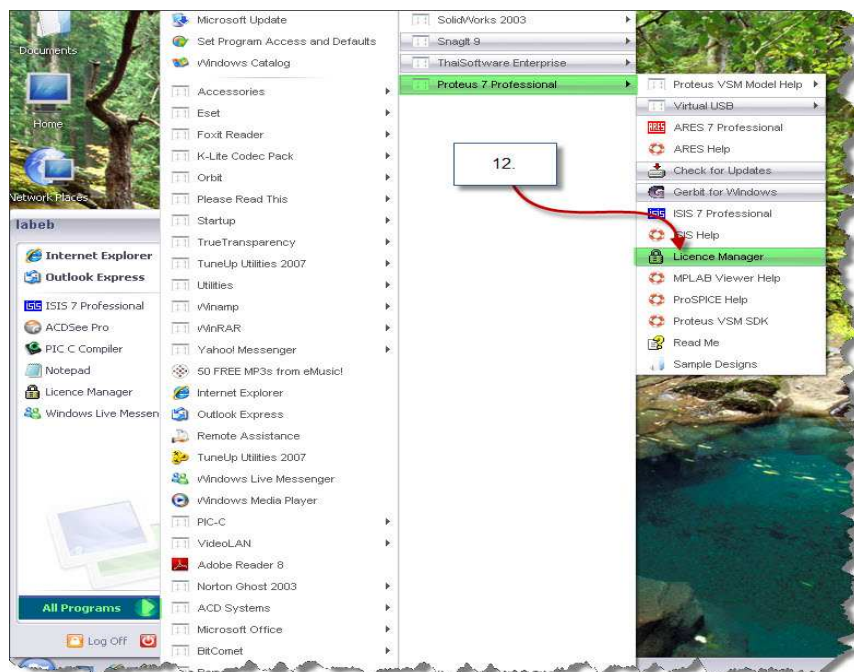 Documents
Home
Network Places
labeb
Internet Explorer
Outlook Express
ISIS 7 Professional
ACDSee Pro
PIC C Compiler
Notepad
Licence Manager
Windows Live Messen
All Programs
Log Off
Microsoft Update
Set Program Access and Defaults
Windows Catalog
Accessories
Eset
Foxit Reader
K-Lite Codec Pack
Orbit
Please Read This
Startup
TrueTransparency
TuneUp Utilities 2007
Utilities
Winamp
WinRAR
Yahoo! Messenger
50 FREE MP3s from eMusic!
Internet Explorer
Outlook Express
Remote Assistance
TuneUp Utilities 2007
Windows Live Messenger
Windows Media Player
PIC-C
VideoLAN
Adobe Reader 8
Norton Ghost 2003
ACD Systems
Microsoft Office
BitComet
SolidWorks 2003
SnagIt 9
ThaiSoftware Enterprise
Proteus 7 Professional
12.
Proteus VSM Model Help
Virtual USB
ARES
ARES 7 Professional
ARES Help
Check for Updates
Gerbit for Windows
ISIS 7 Professional
ISIS Help
Licence Manager
MPLAB Viewer Help
ProSPICE Help
Proteus VSM SDK
Read Me
Sample Designs